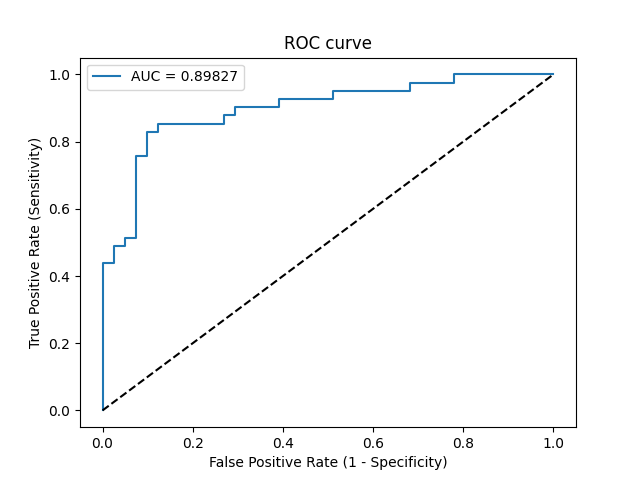 ROC curve
AUC = 0.89827
1.0
0.8
0.6
0.4
0.2
0.0
True Positive Rate (Sensitivity)
0.0 0.2 0.4 0.6 0.8 1.0
False Positive Rate (1 - Specificity)